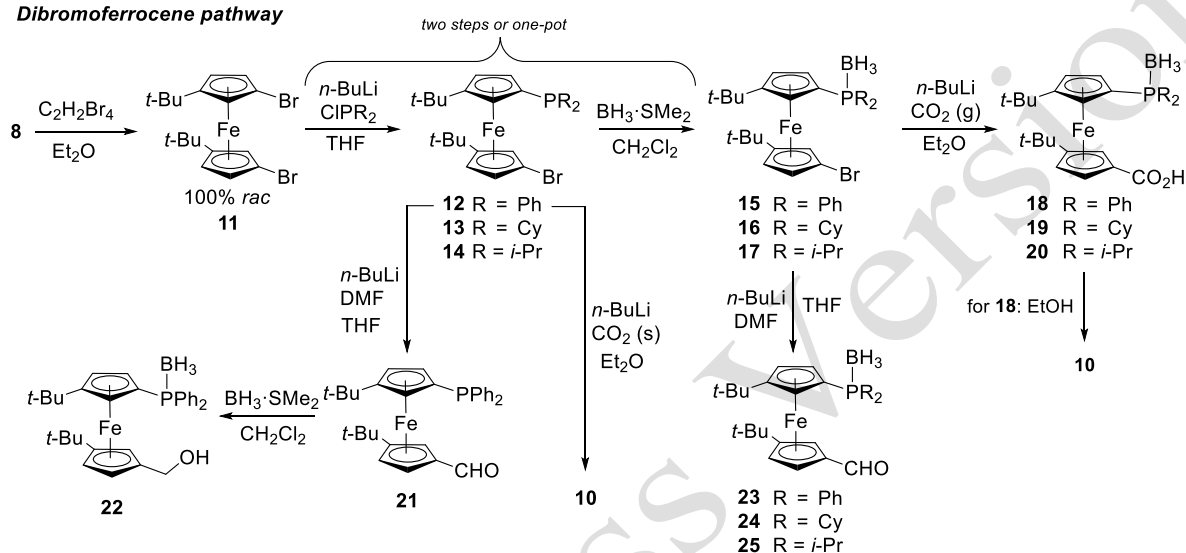 Dibromoferrocene pathway
two steps or one-pot
8
C2H2Br4
Et2O
t-Bu
Br
Fe
t-Bu
Br
100% rac
11
n-BuLi
ClPR2
THF
t-Bu
PR2
Fe
t-Bu
Br
12 R = Ph
13 R = Cy
14 R = i-Pr
BH3·SMe2
CH2Cl2
BH3
t-Bu
PR2
Fe
t-Bu
Br
15 R = Ph
16 R = Cy
17 R = i-Pr
n-BuLi
CO2 (g)
Et2O
BH3
t-Bu
PR2
Fe
t-Bu
CO2H
18 R = Ph
19 R = Cy
20 R = i-Pr
for 18: EtOH
10
n-BuLi
DMF
THF
n-BuLi
CO2 (s)
Et2O
10
n-BuLi
DMF
THF
BH3
t-Bu
PPh2
Fe
t-Bu
OH
22
BH3·SMe2
CH2Cl2
t-Bu
PPh2
Fe
t-Bu
CHO
21
BH3
t-Bu
PR2
Fe
t-Bu
CHO
23 R = Ph
24 R = Cy
25 R = i-Pr
s Version